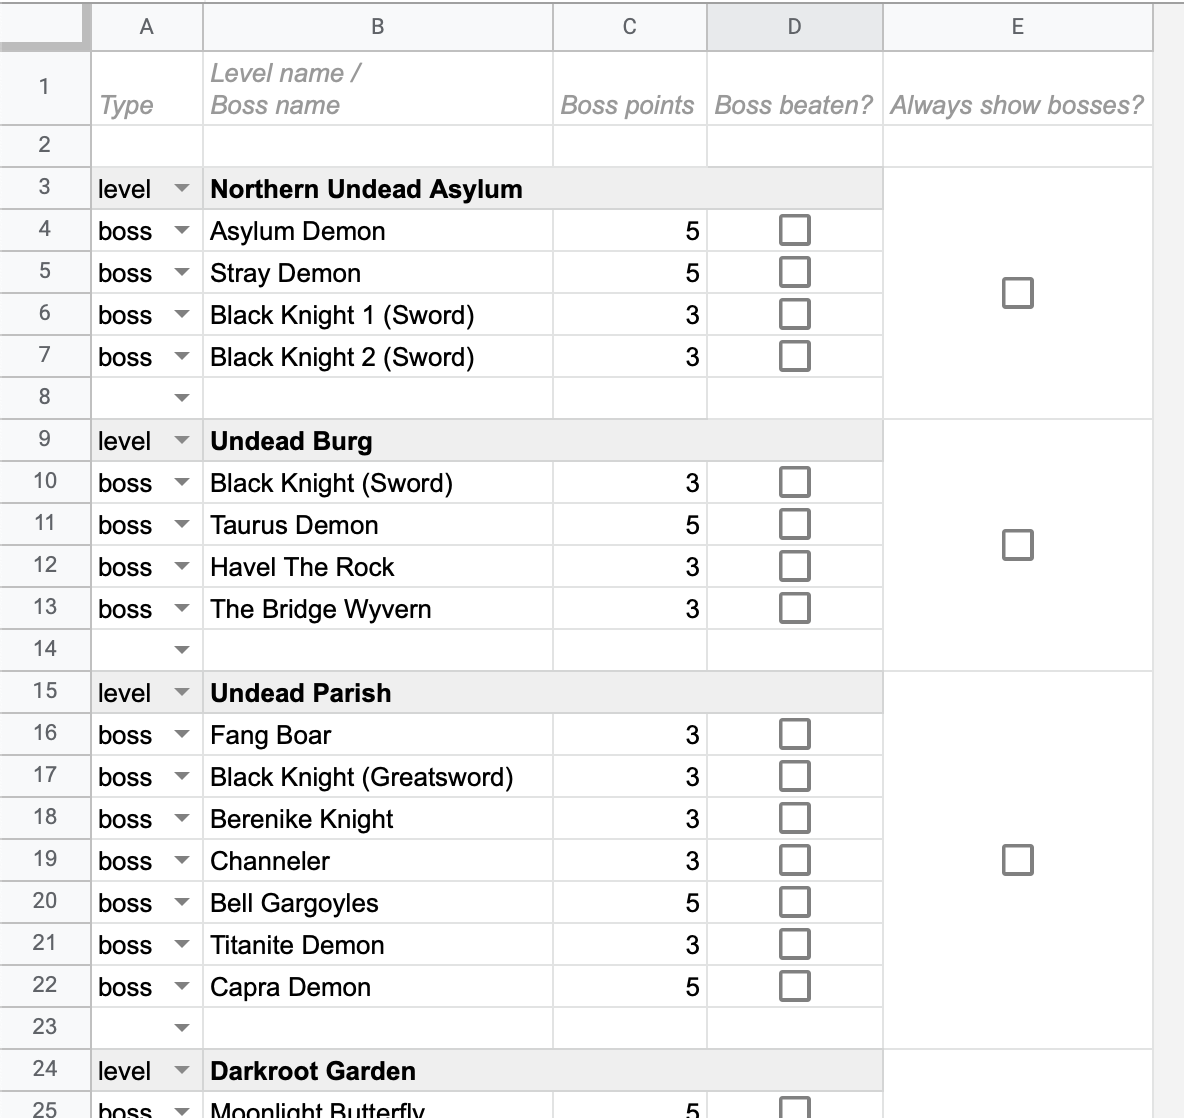 A B C D E
1 Type Level name / Boss points Boss beaten? Always show bosses?
Boss name
2
3 level Northern Undead Asylum
4 boss Asylum Demon 5
5 boss Stray Demon 5
6 boss Black Knight 1 (Sword) 3
7 boss Black Knight 2 (Sword) 3
8
9 level Undead Burg
10 boss Black Knight (Sword) 3
11 boss Taurus Demon 5
12 boss Havel The Rock 3
13 boss The Bridge Wyvern 3
14
15 level Undead Parish
16 boss Fang Boar 3
17 boss Black Knight (Greatsword) 3
18 boss Berenike Knight 3
19 boss Channeler 3
20 boss Bell Gargoyles 5
21 boss Titanite Demon 3
22 boss Capra Demon 5
23
24 level Darkroot Garden
25 boss Moonlight Butterfly 5